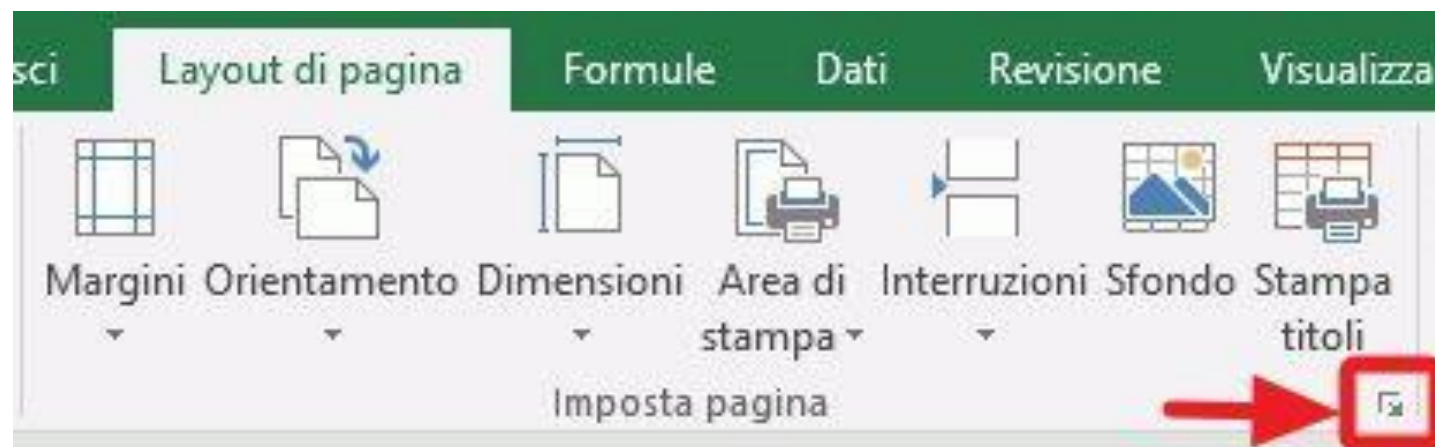 sci Layout di pagina Formule Dati Revisione Visualizza
Margini Orientamento Dimensioni Area di Interruzioni Sfondo Stampa
stampa titoli
Imposta pagina